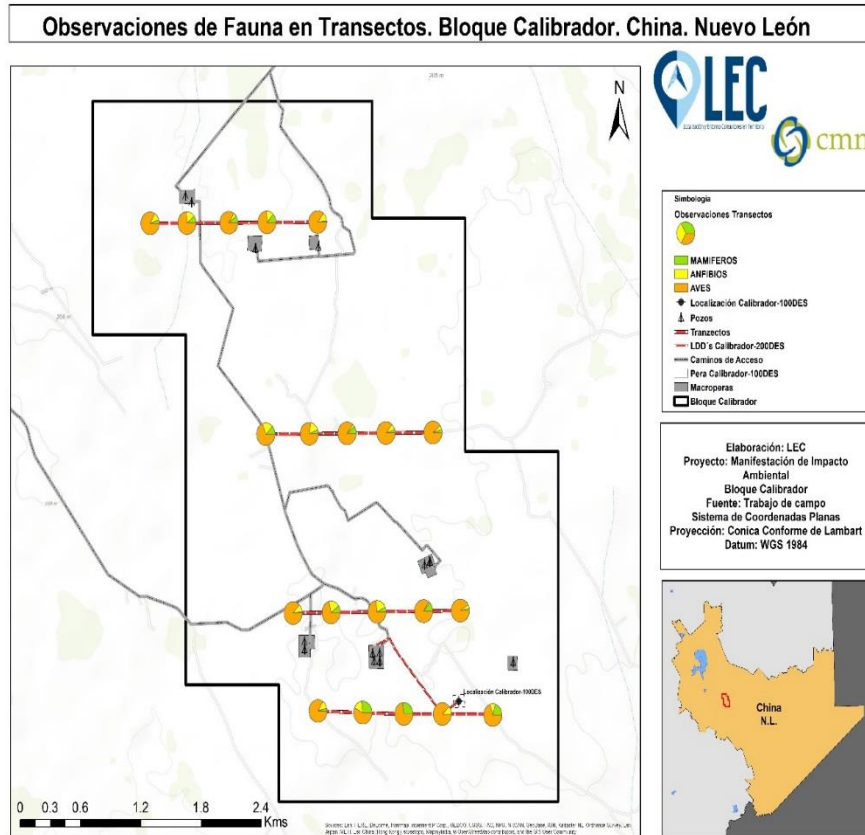 Observaciones de Fauna en Transectos. Bloque Calibrador. China. Nuevo León
N
LEC
cmr
Simbología
Observaciones Transectos
MAMIFEROS
ANFIBIOS
AVES
Localización Calibrador-100DES
Pozos
Tranzectos
LDD´s Calibrador-200DES
Caminos de Acceso
Pera Calibrador-100DES
Macroperas
Bloque Calibrador
Elaboración: LEC
Proyecto: Manifestación de Impacto
Ambiental
Bloque Calibrador
Fuente: Trabajo de campo
Sistema de Coordenadas Planas
Proyección: Conica Conforme de Lambart
Datum: WGS 1984
Localización Calibrador-100DES
China
N.L.
0 0.3 0.6 1.2 1.8 2.4
Kms